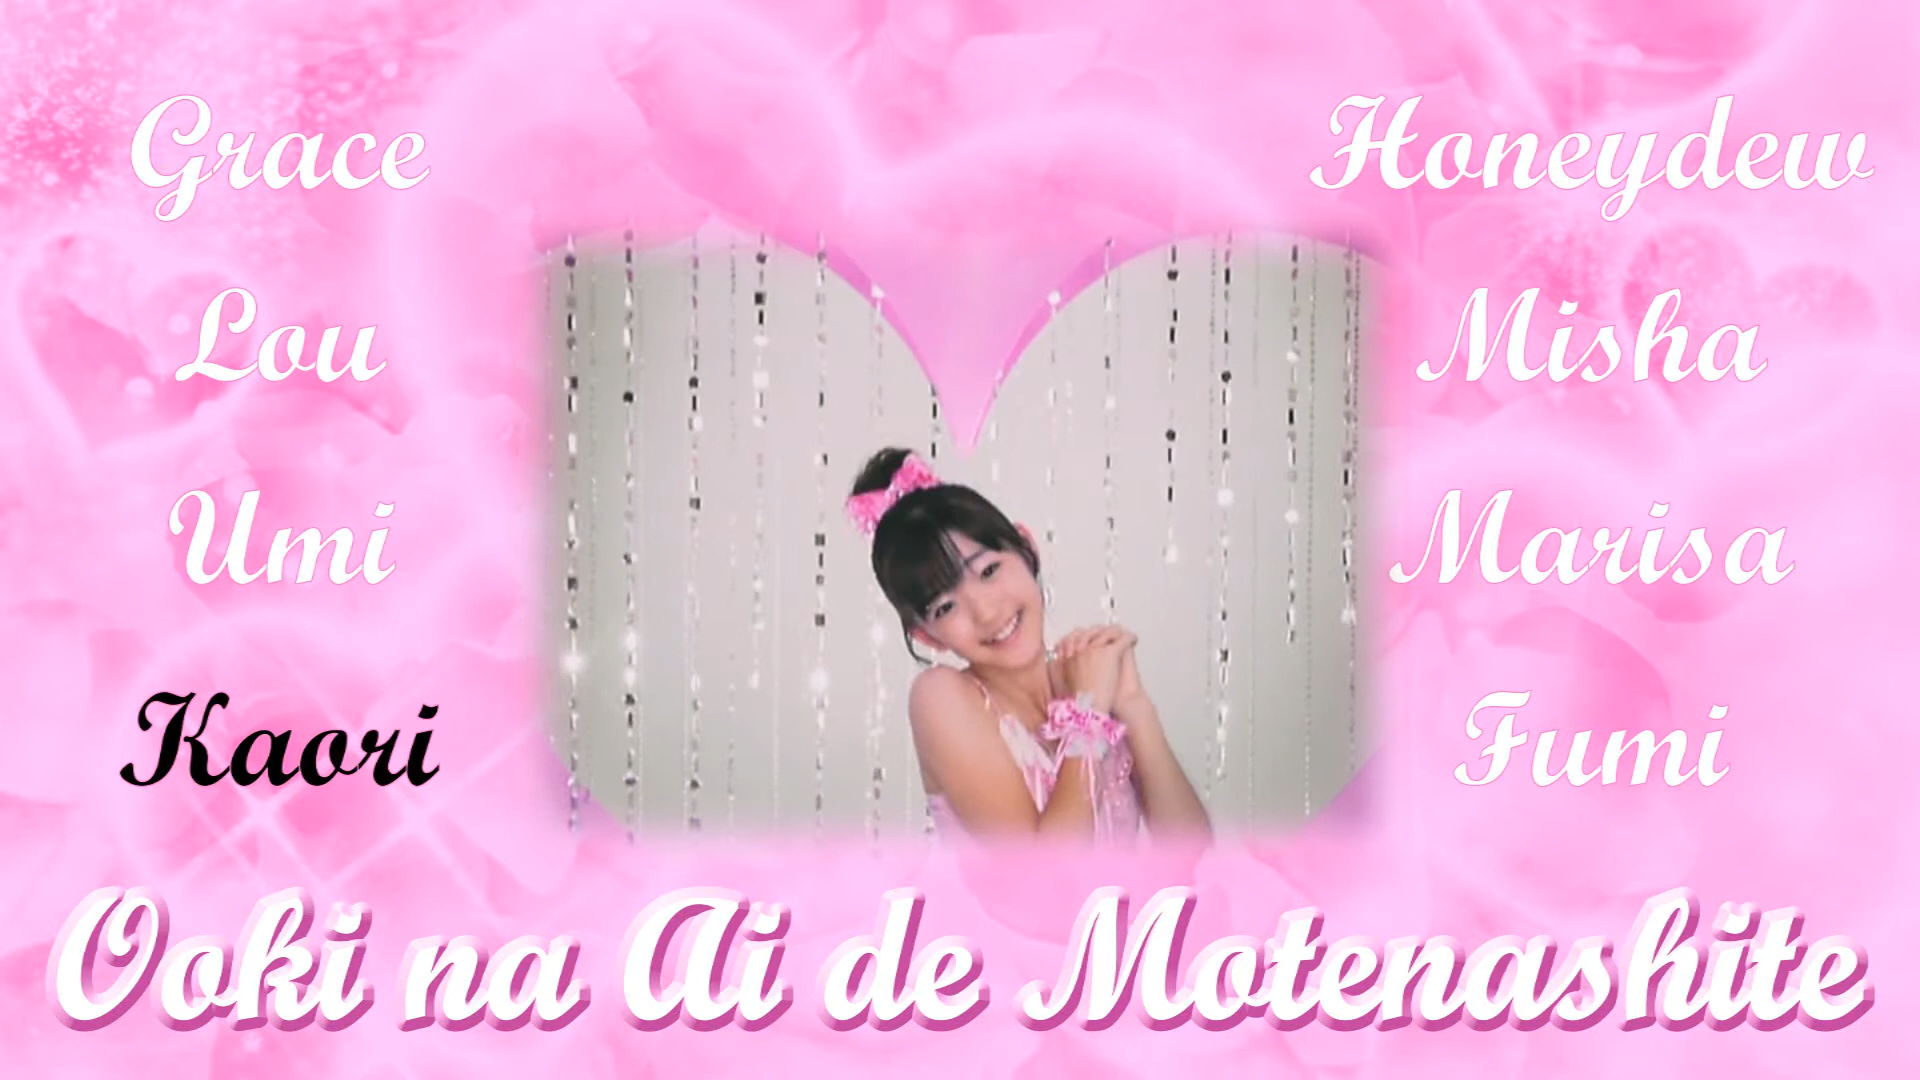 Grace
Lou
Umi
Kaori
Honeydew
Misha
Marisa
Fumi
Ooki na Ai de Motenashite